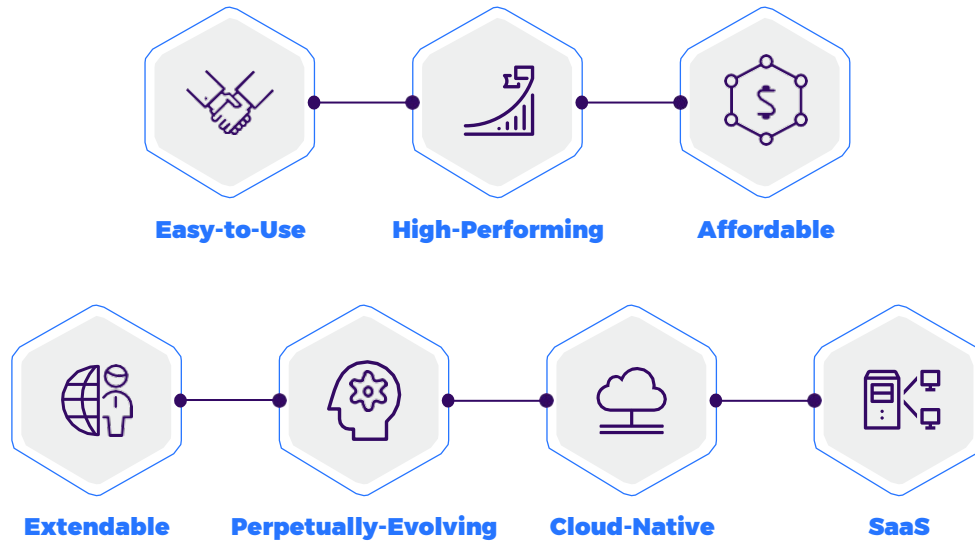 Easy-to-Use
High-Performing
Affordable
Extendable
Perpetually-Evolving
Cloud-Native
SaaS